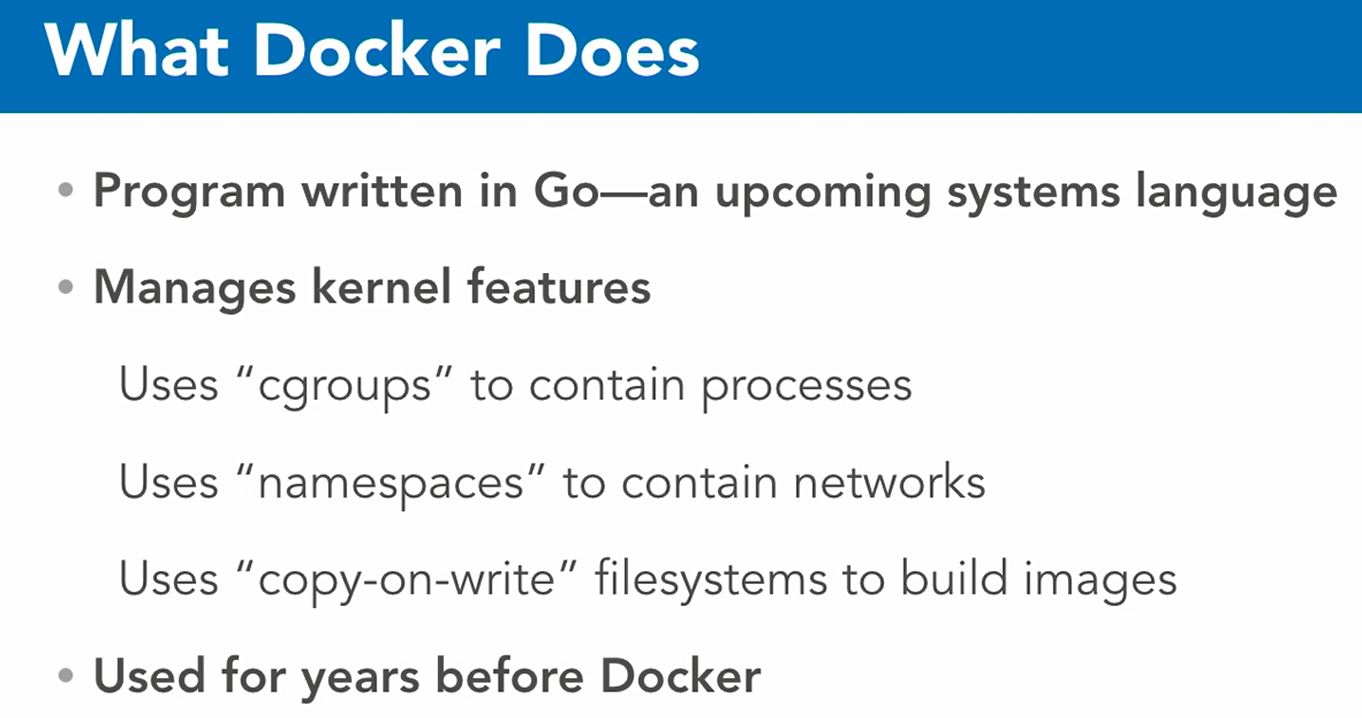 What Docker Does
• Program written in Go—an upcoming systems language
• Manages kernel features
Uses “cgroups” to contain processes
Uses “namespaces” to contain networks
Uses “copy-on-write” filesystems to build images
• Used for years before Docker